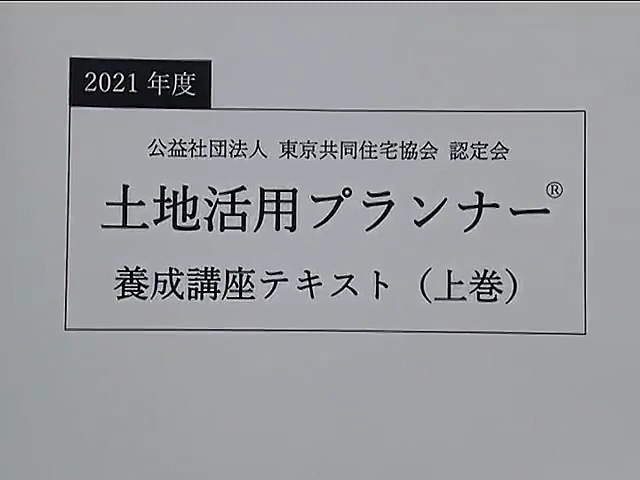 2021 年度
公益社団法人 東京共同住宅協会 認定会
土地活用プランナー®
養成講座テキスト（上巻）